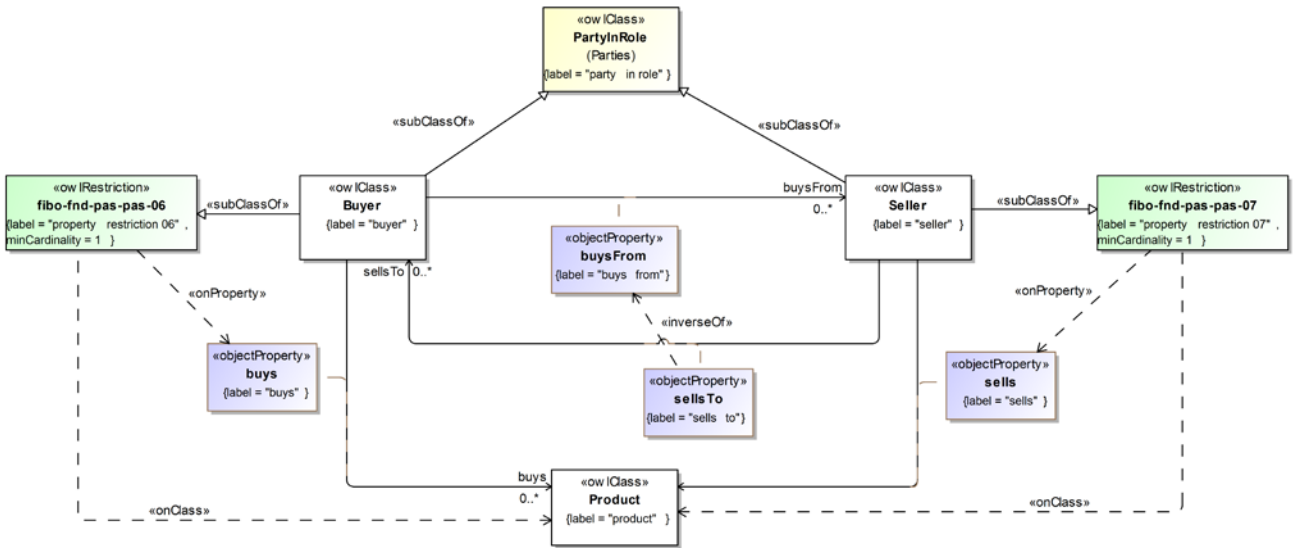 «owlClass»
PartyInRole
(Parties)
{label = "party in role" }
«subClassOf»
«subClassOf»
«owlRestriction»
fibo-fnd-pas-pas-06
{label = "property restriction 06" ,
minCardinality = 1 }
«subClassOf»
«owlClass»
Buyer
{label = "buyer" }
buysFrom
0..*
«owlClass»
Seller
{label = "seller" }
«subClassOf»
«owlRestriction»
fibo-fnd-pas-pas-07
{label = "property restriction 07" ,
minCardinality = 1 }
«objectProperty»
buysFrom
{label = "buys from"}
sellsTo 0..*
«onProperty»
«onProperty»
«inverseOf»
«objectProperty»
buys
{label = "buys" }
«objectProperty»
sellsTo
{label = "sells to"}
«objectProperty»
sells
{label = "sells" }
buys
0..*
«owlClass»
Product
{label = "product" }
«onClass»
«onClass»